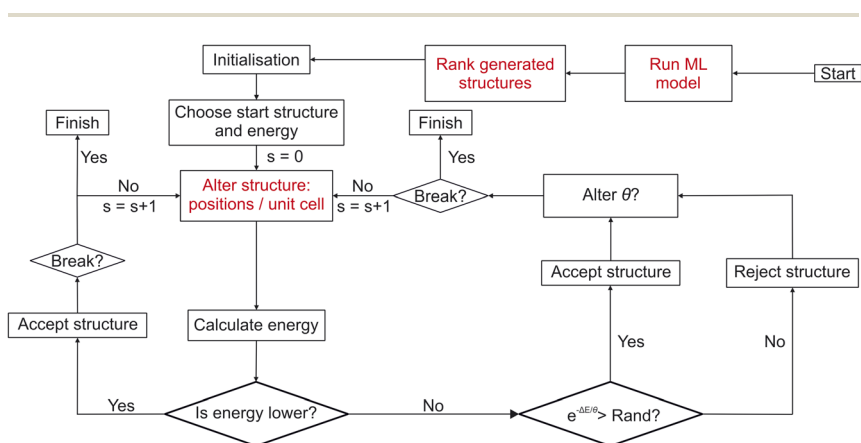 Start
Run ML
model
Rank generated
structures
Initialisation
Choose start structure
and energy
s = 0
Finish
Yes
No
s = s+1
Alter structure:
positions / unit cell
No
s = s+1
Finish
Yes
Break?
Alter θ?
Break?
Accept structure
Calculate energy
Accept structure
Reject structure
Yes
Is energy lower?
No
e^-ΔE/θ > Rand?
Yes
No